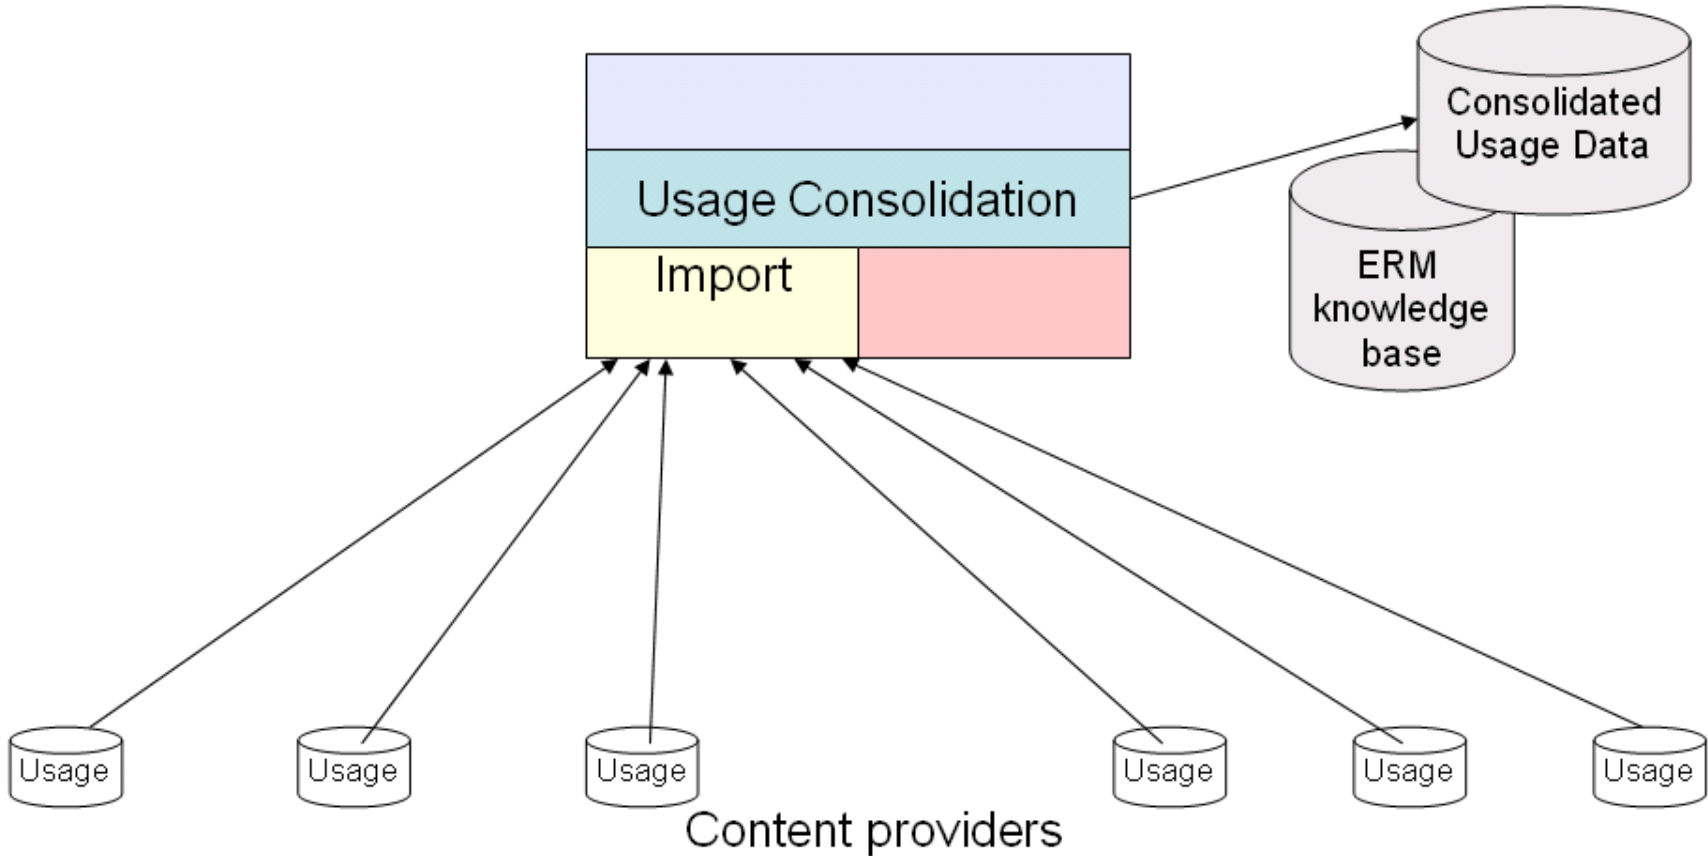 Consolidated
Usage Data
Usage Consolidation
Import
ERM
knowledge
base
Usage
Usage
Usage
Usage
Usage
Usage
Content providers